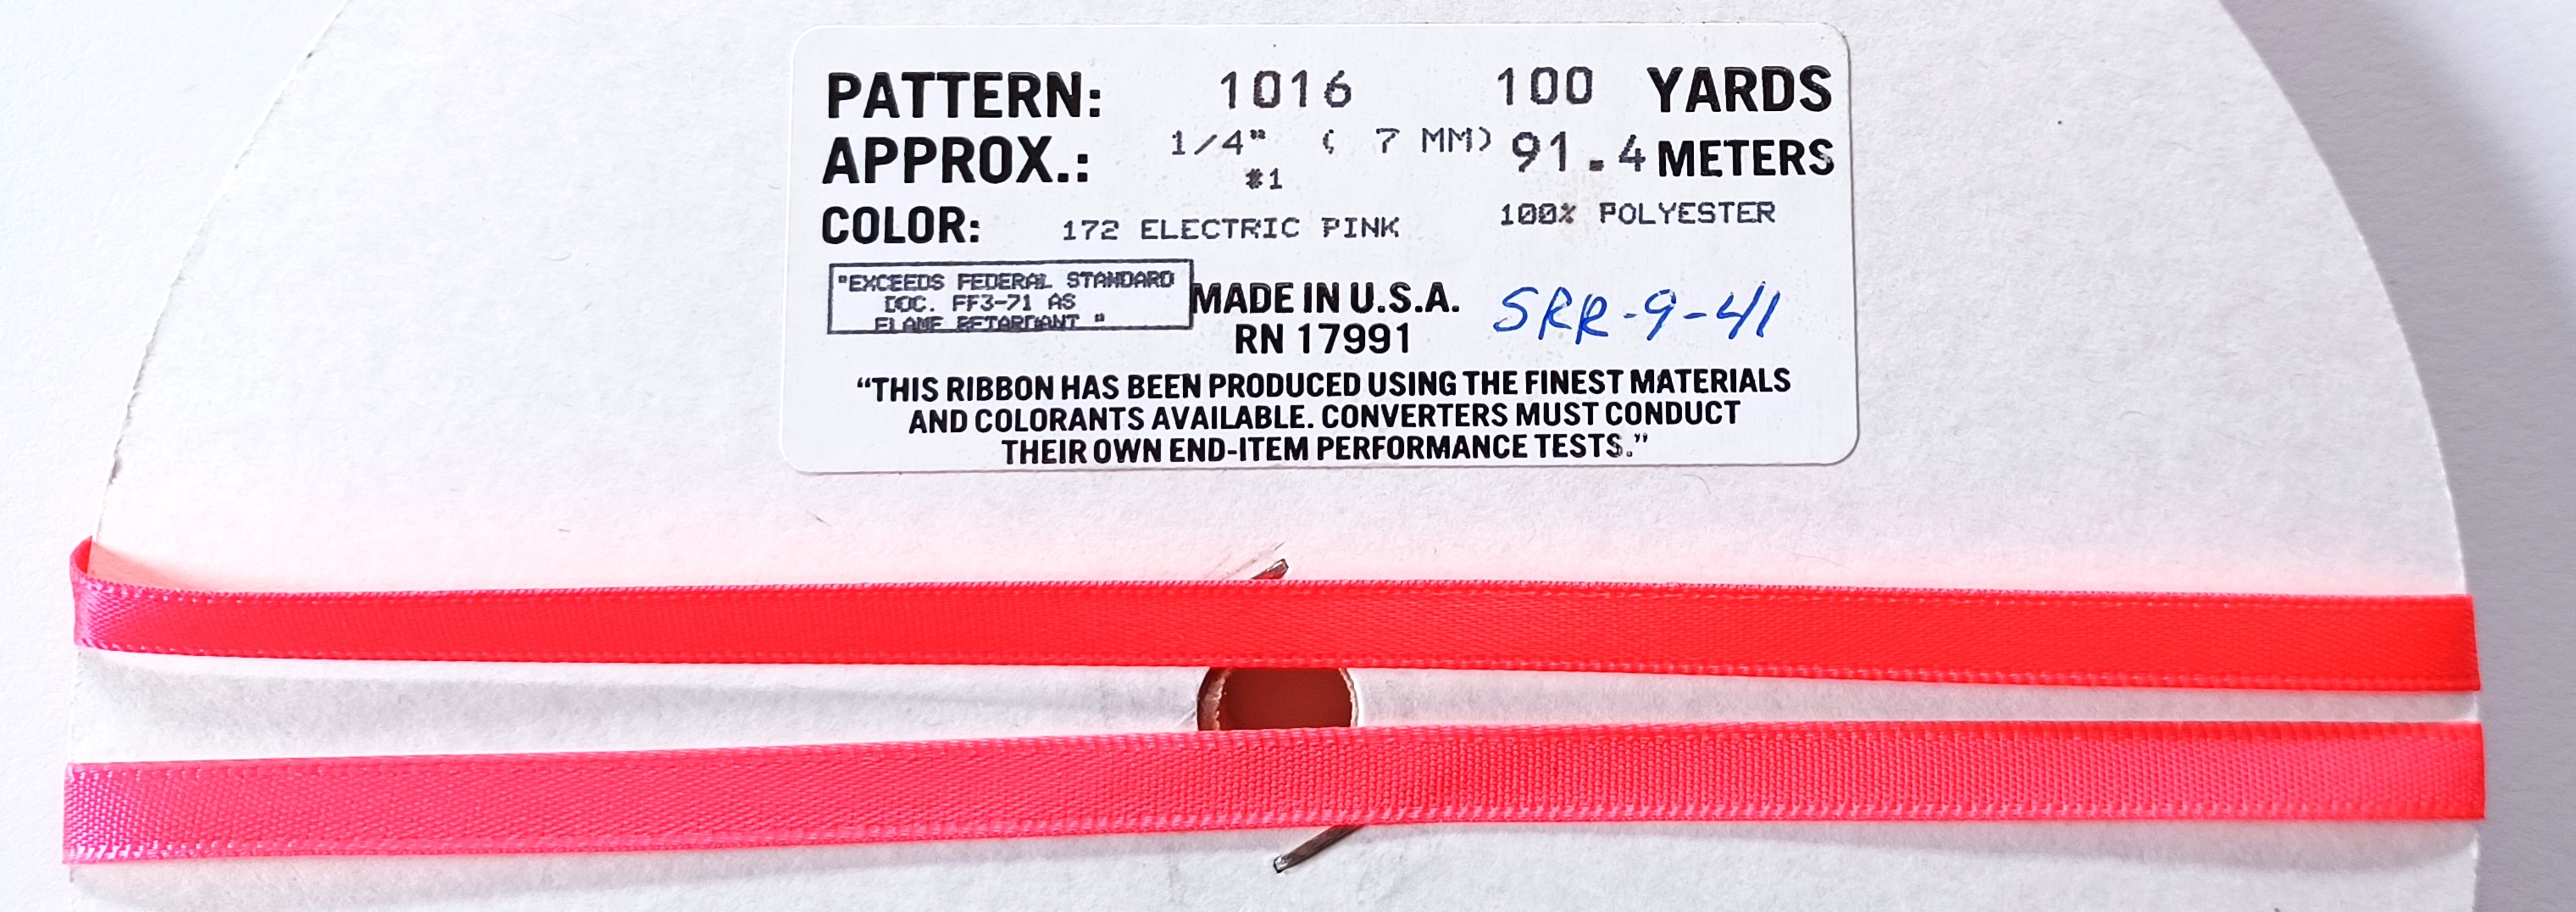 PATTERN: 1016 100 YARDS
APPROX.: 1/4" ( 7 MM) 91.4 METERS
#1
COLOR: 172 ELECTRIC PINK 100% POLYESTER
"EXCEEDS FEDERAL STANDARD
DOC. FF3-71 AS
FLAME RETARDANT "
MADE IN U.S.A.
RN 17991
SRR-9-41
“THIS RIBBON HAS BEEN PRODUCED USING THE FINEST MATERIALS
AND COLORANTS AVAILABLE. CONVERTERS MUST CONDUCT
THEIR OWN END-ITEM PERFORMANCE TESTS.”